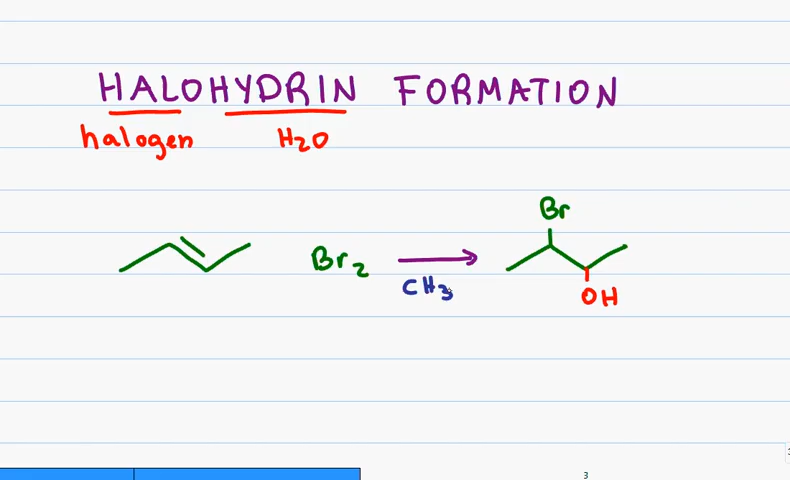 HALOHYDRIN FORMATION
halogen H2O
Br
Br2 CH3
OH
3